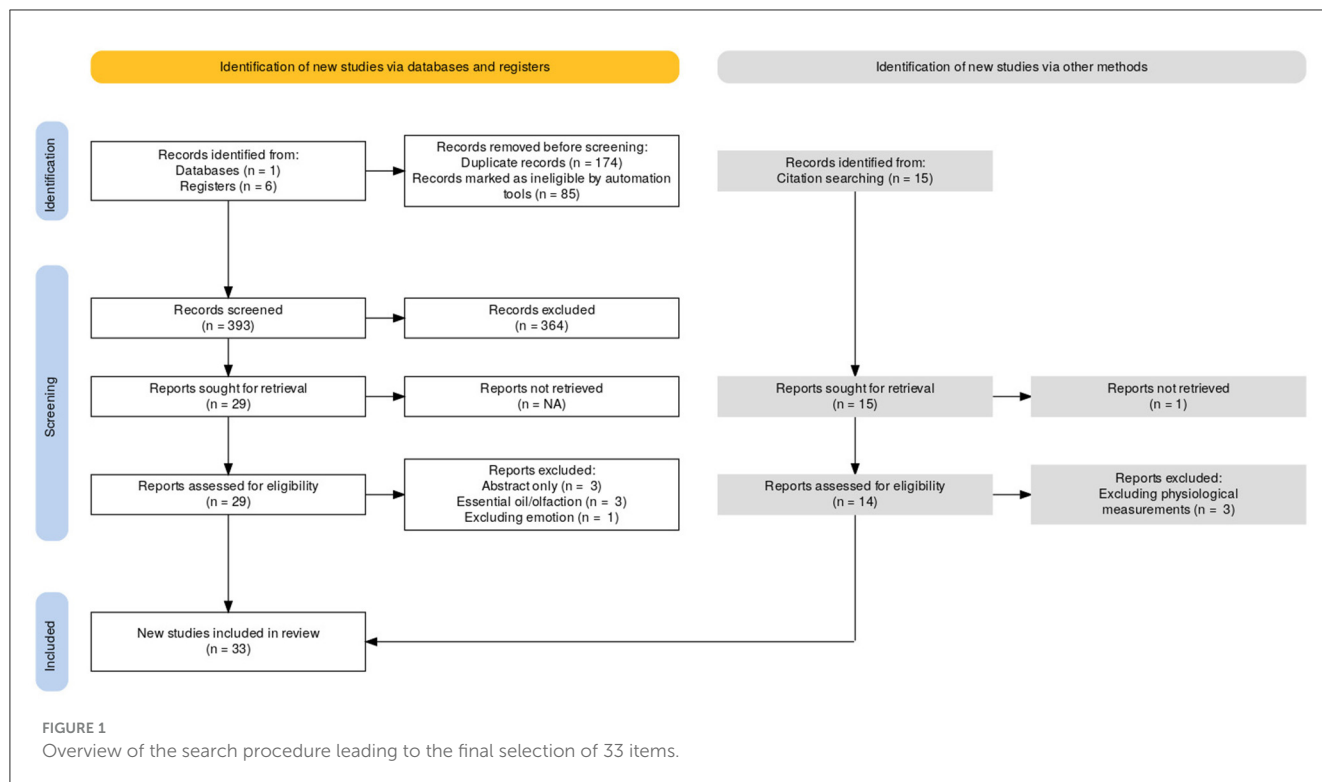 Identification of new studies via databases and registers
Identification of new studies via other methods
Identification
Records identified from:
Databases (n = 1)
Registers (n = 6)
Records removed before screening:
Duplicate records (n = 174)
Records marked as ineligible by automation
tools (n = 85)
Records identified from:
Citation searching (n = 15)
Screening
Records screened
(n = 393)
Records excluded
(n = 364)
Reports sought for retrieval
(n = 29)
Reports not retrieved
(n = NA)
Reports sought for retrieval
(n = 15)
Reports not retrieved
(n = 1)
Reports assessed for eligibility
(n = 29)
Reports excluded:
Abstract only (n = 3)
Essential oil/olfaction (n = 3)
Excluding emotion (n = 1)
Reports assessed for eligibility
(n = 14)
Reports excluded:
Excluding physiological
measurements (n = 3)
Included
New studies included in review
(n = 33)
FIGURE 1
Overview of the search procedure leading to the final selection of 33 items.